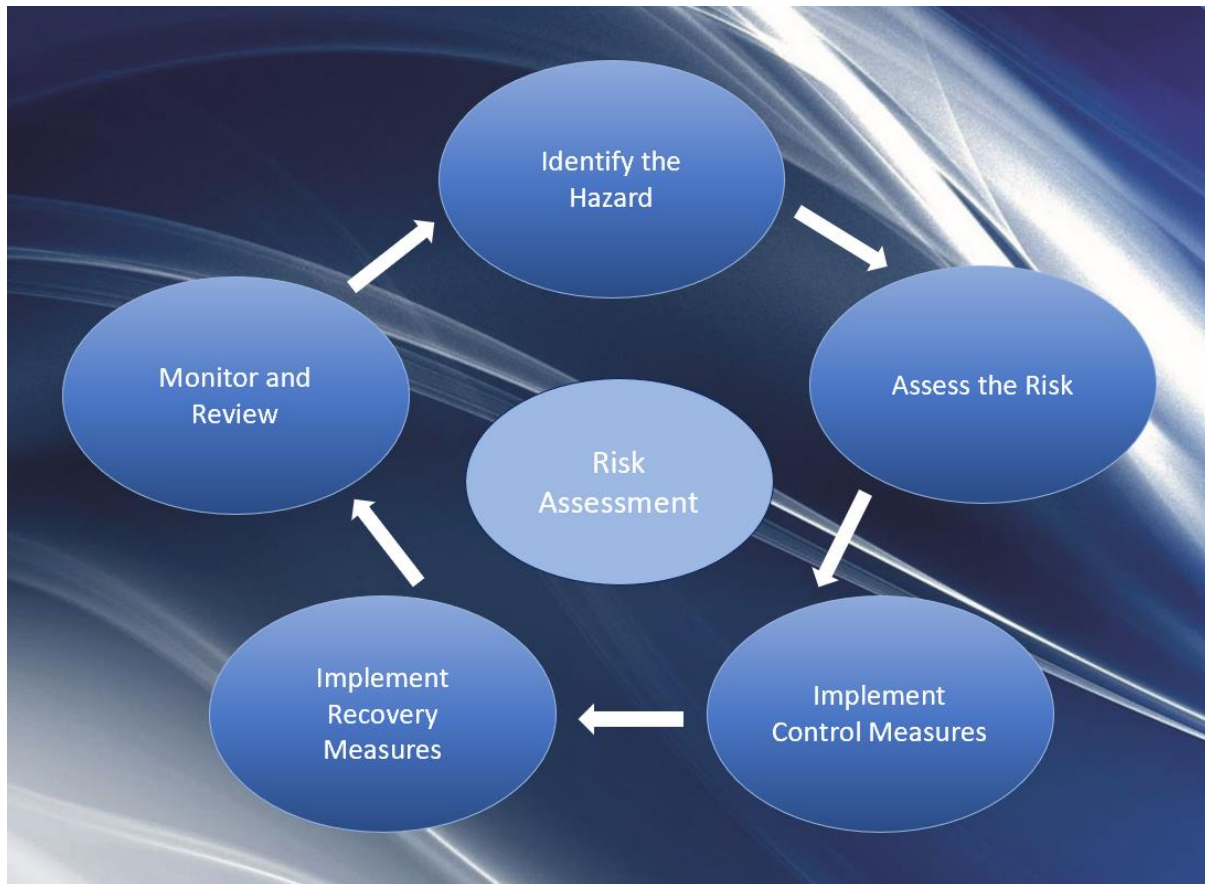 Identify the
Hazard
Assess the Risk
Implement
Control Measures
Implement
Recovery
Measures
Monitor and
Review
Risk
Assessment